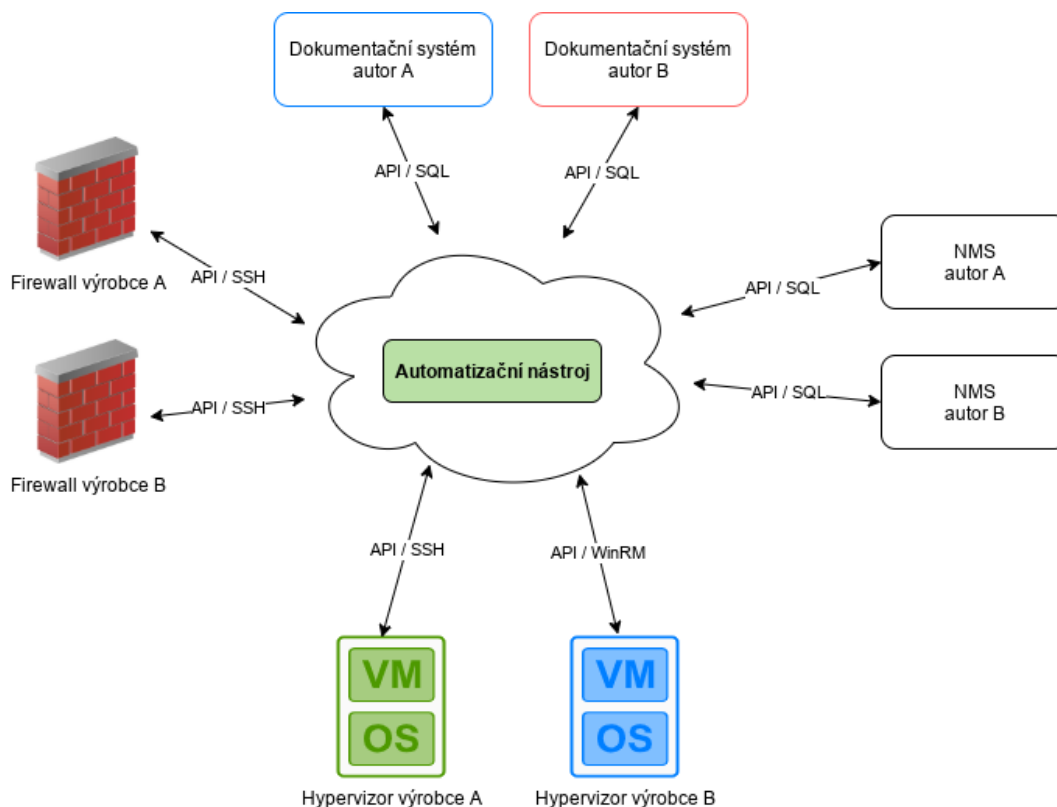 Dokumentační systém
autor A
Dokumentační systém
autor B
API / SQL
API / SQL
Firewall výrobce A
API / SSH
NMS
autor A
API / SQL
Automatizační nástroj
Firewall výrobce B
API / SSH
NMS
autor B
API / SQL
API / SSH
API / WinRM
VM
OS
Hypervizor výrobce A
VM
OS
Hypervizor výrobce B